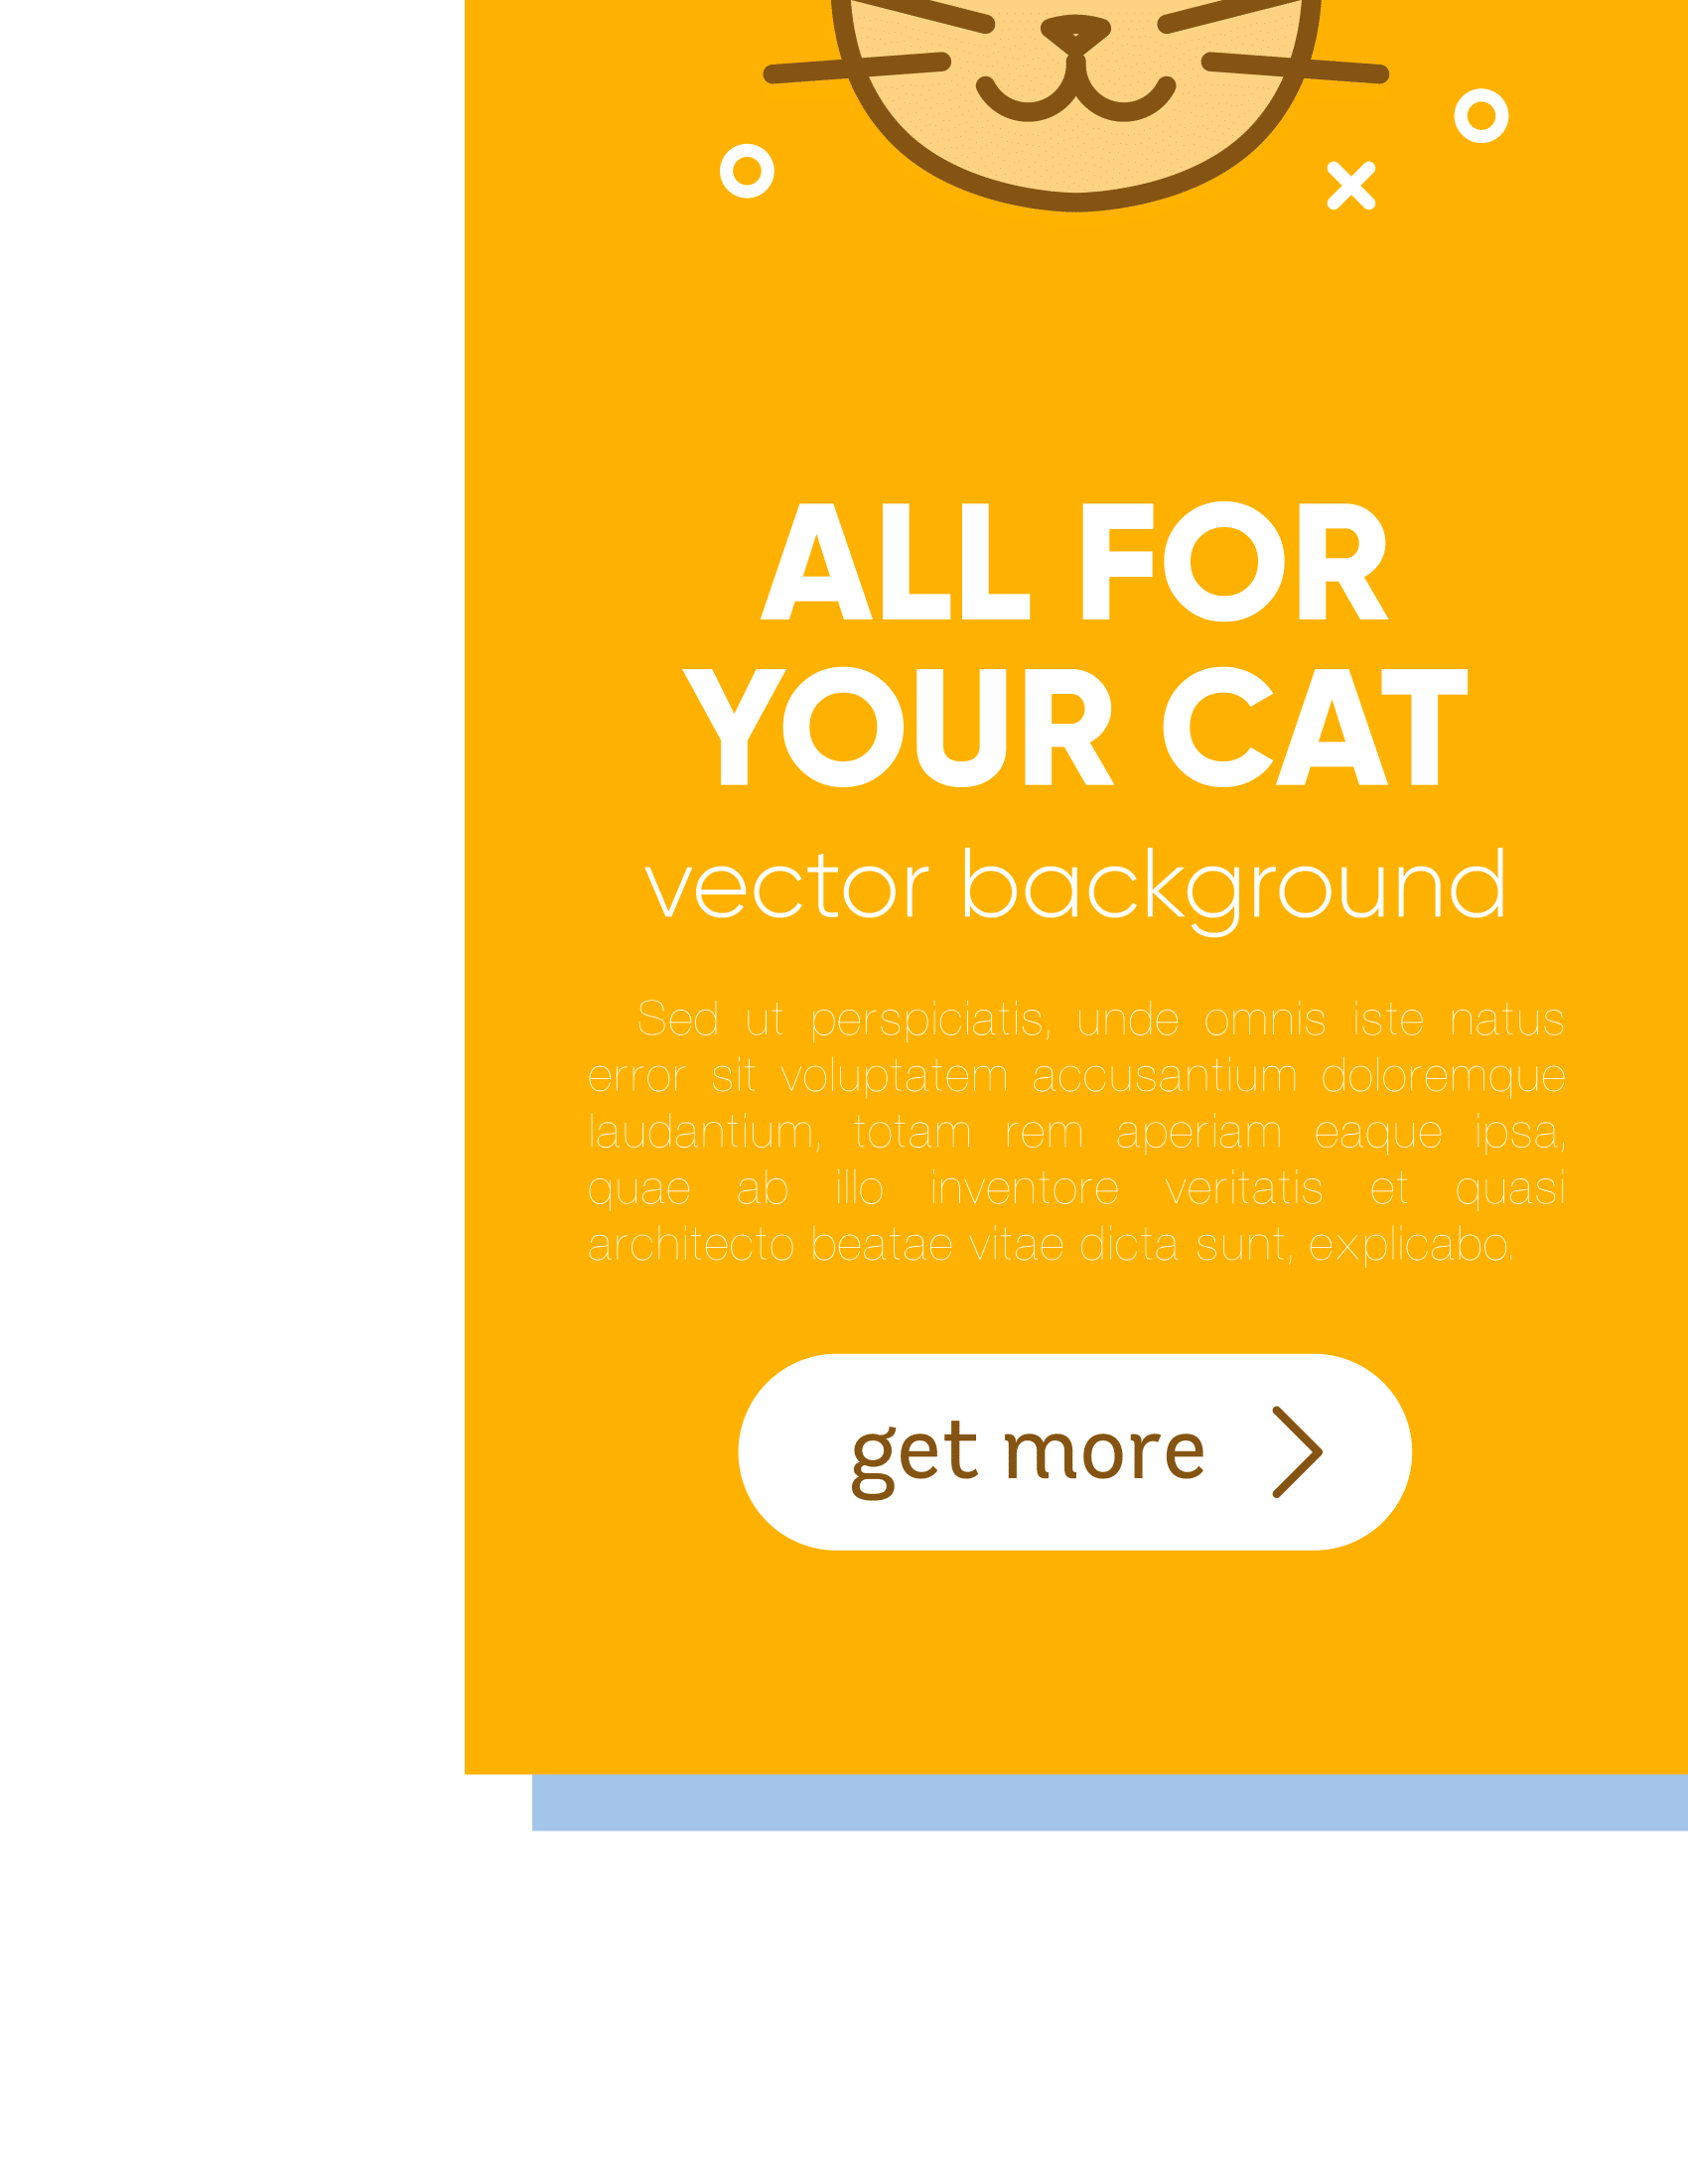 ALL FOR
YOUR CAT
vector background
Sed ut perspiciatis, unde omnis iste natus
error sit voluptatem accusantium doloremque
laudantium, totam rem aperiam eaque ipsa,
quae ab illo inventore veritatis et quasi
architecto beatae vitae dicta sunt, explicabo.
get more